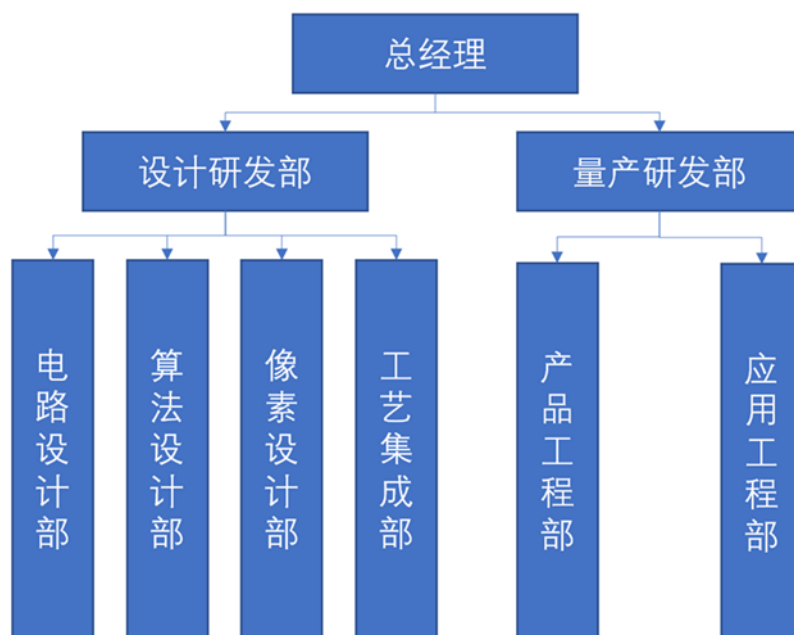 总经理
设计研发部
量产研发部
电路设计部
算法设计部
像素设计部
工艺集成部
产品工程部
应用工程部